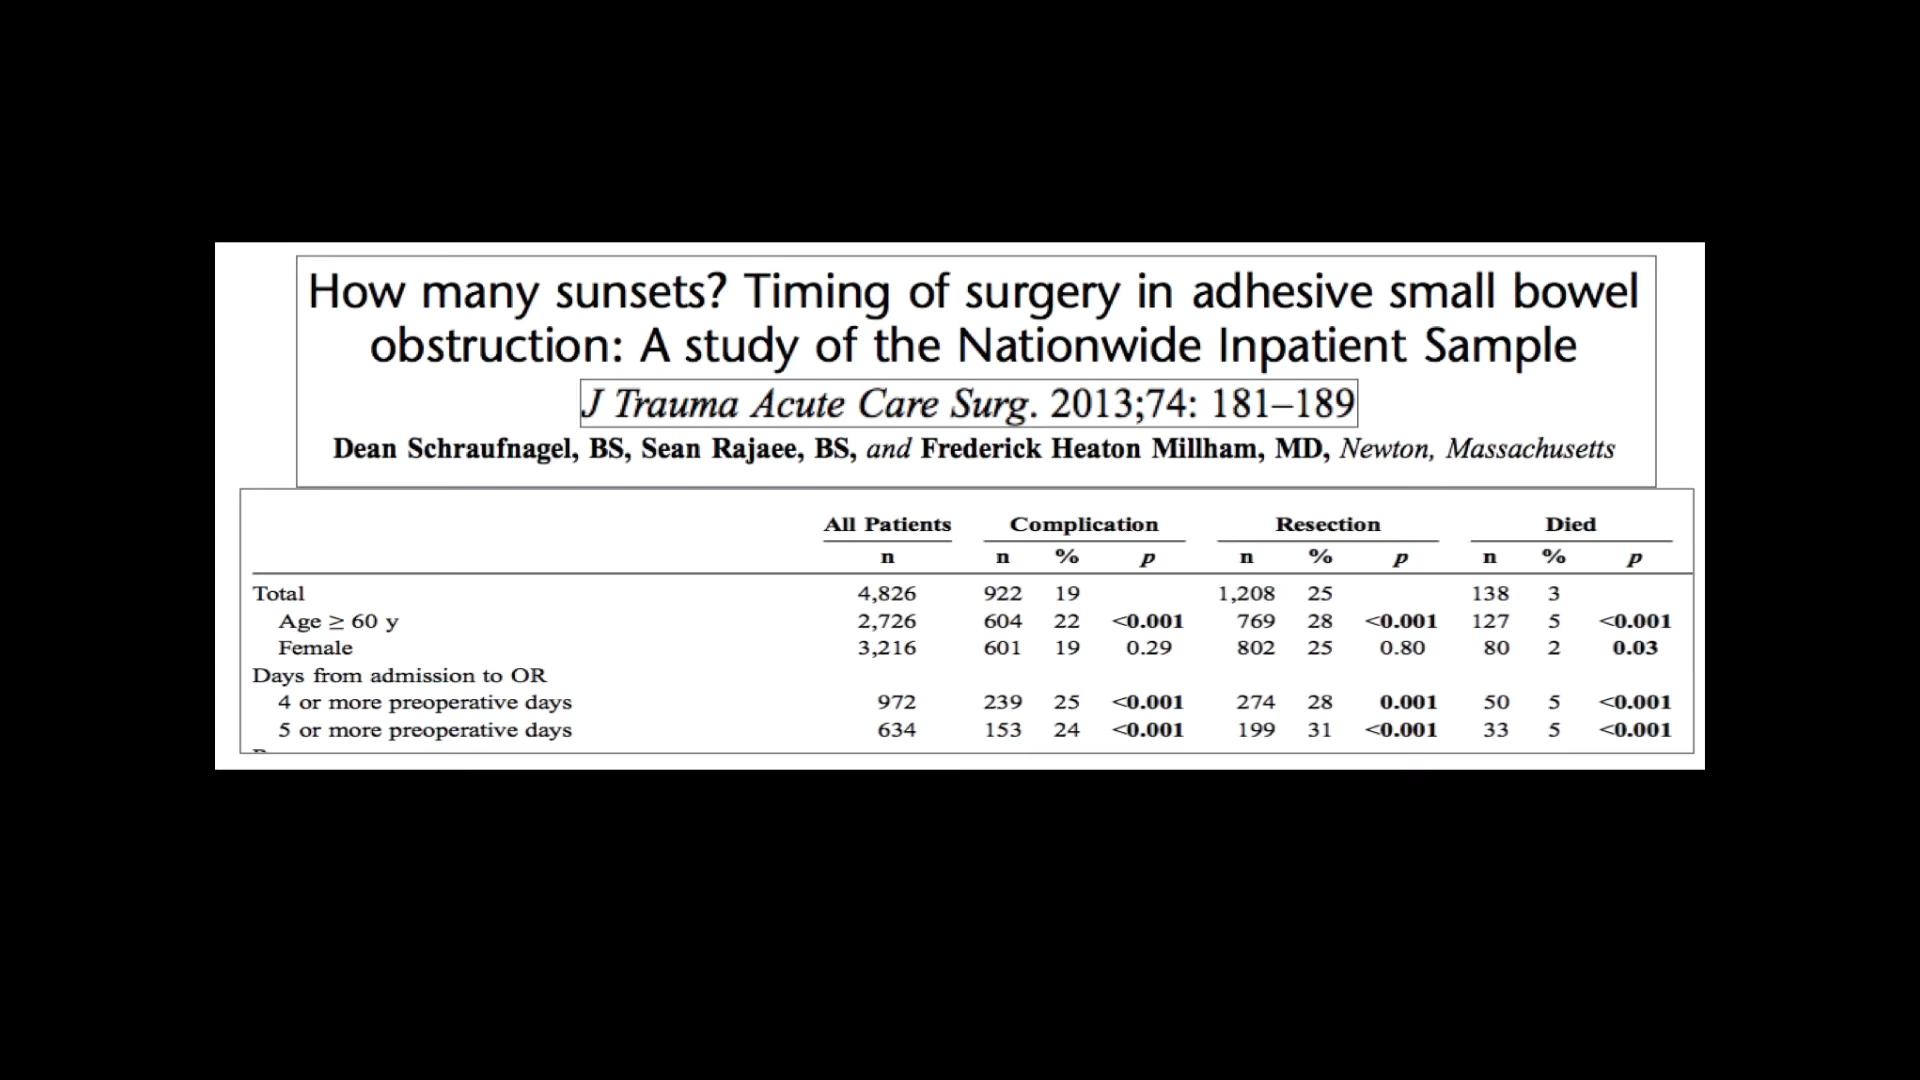 How many sunsets? Timing of surgery in adhesive small bowel
obstruction: A study of the Nationwide Inpatient Sample
J Trauma Acute Care Surg. 2013;74: 181–189
Dean Schraufnagel, BS, Sean Rajaee, BS, and Frederick Heaton Millham, MD, Newton, Massachusetts
All Patients Complication Resection Died
n n % p n % p n % p
Total 4,826 922 19 1,208 25 138 3
Age ≥ 60 y 2,726 604 22 <0.001 769 28 <0.001 127 5 <0.001
Female 3,216 601 19 0.29 802 25 0.80 80 2 0.03
Days from admission to OR
4 or more preoperative days 972 239 25 <0.001 274 28 0.001 50 5 <0.001
5 or more preoperative days 634 153 24 <0.001 199 31 <0.001 33 5 <0.001